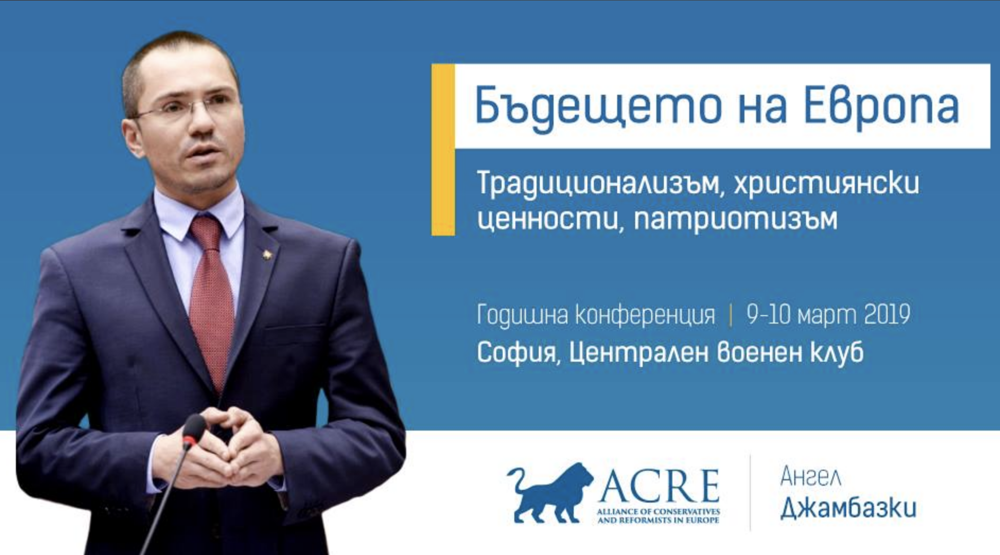 Бъдещето на Европа
Традиционализъм, християнски
ценности, патриотизъм
Годишна конференция | 9-10 март 2019
София, Централен военен клуб
ACRE
ALLIANCE OF CONSERVATIVES
AND REFORMISTS IN EUROPE
Ангел
Джамбазки